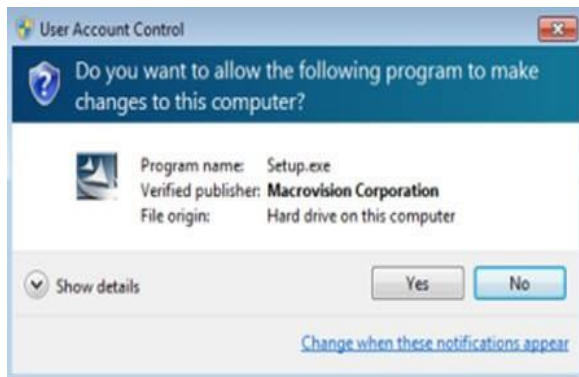 User Account Control
Do you want to allow the following program to make
changes to this computer?
Program name: Setup.exe
Verified publisher: Macrovision Corporation
File origin: Hard drive on this computer
Show details
Yes
No
Change when these notifications appear